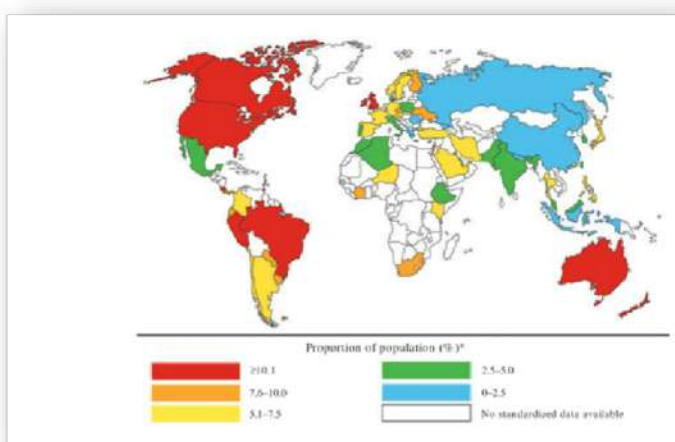 Proportion of population (%)*
≥10.1
7.6–10.0
5.1–7.5
2.5–5.0
0–2.5
No standardized data available